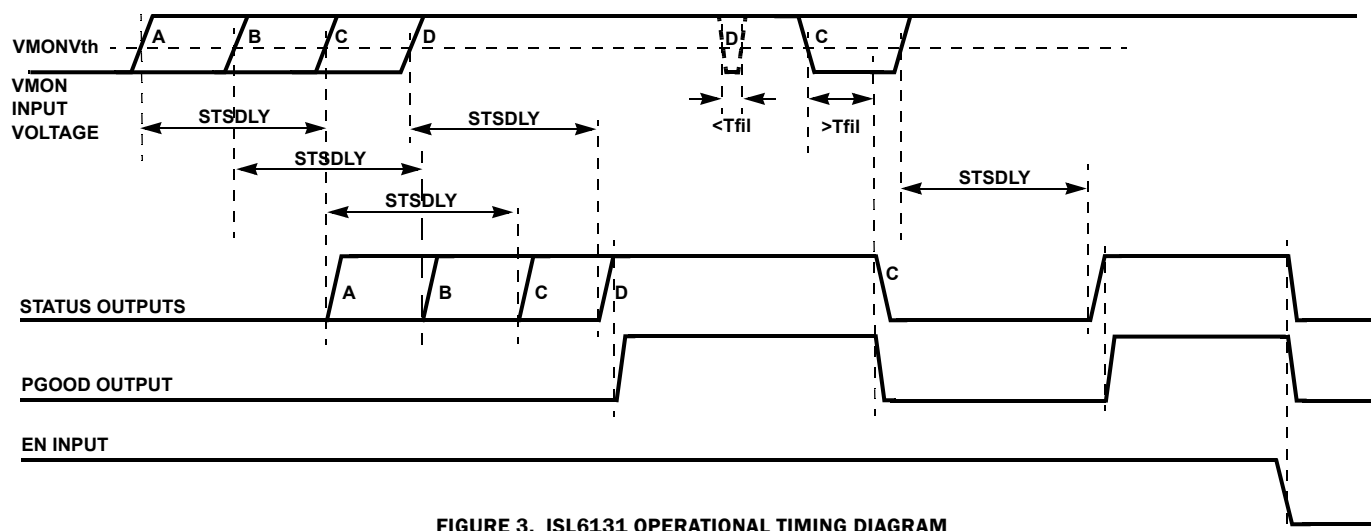 VMONVth
A
B
C
D
D
C
VMON
INPUT
VOLTAGE
STSDLY
STSDLY
<Tfil
>Tfil
STSDLY
STSDLY
STSDLY
STATUS OUTPUTS
A
B
C
D
C
PGOOD OUTPUT
EN INPUT
FIGURE 3. ISL6131 OPERATIONAL TIMING DIAGRAM